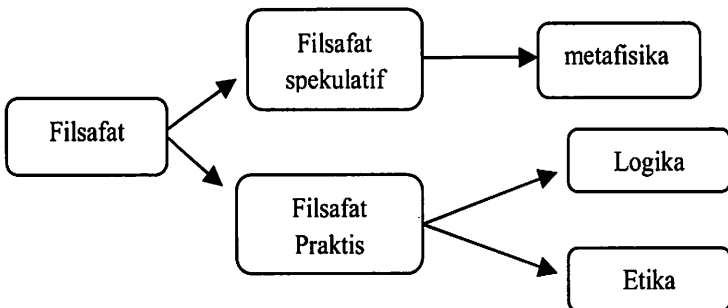 Filsafat
Filsafat
spekulatif
metafisika
Filsafat
Praktis
Logika
Etika